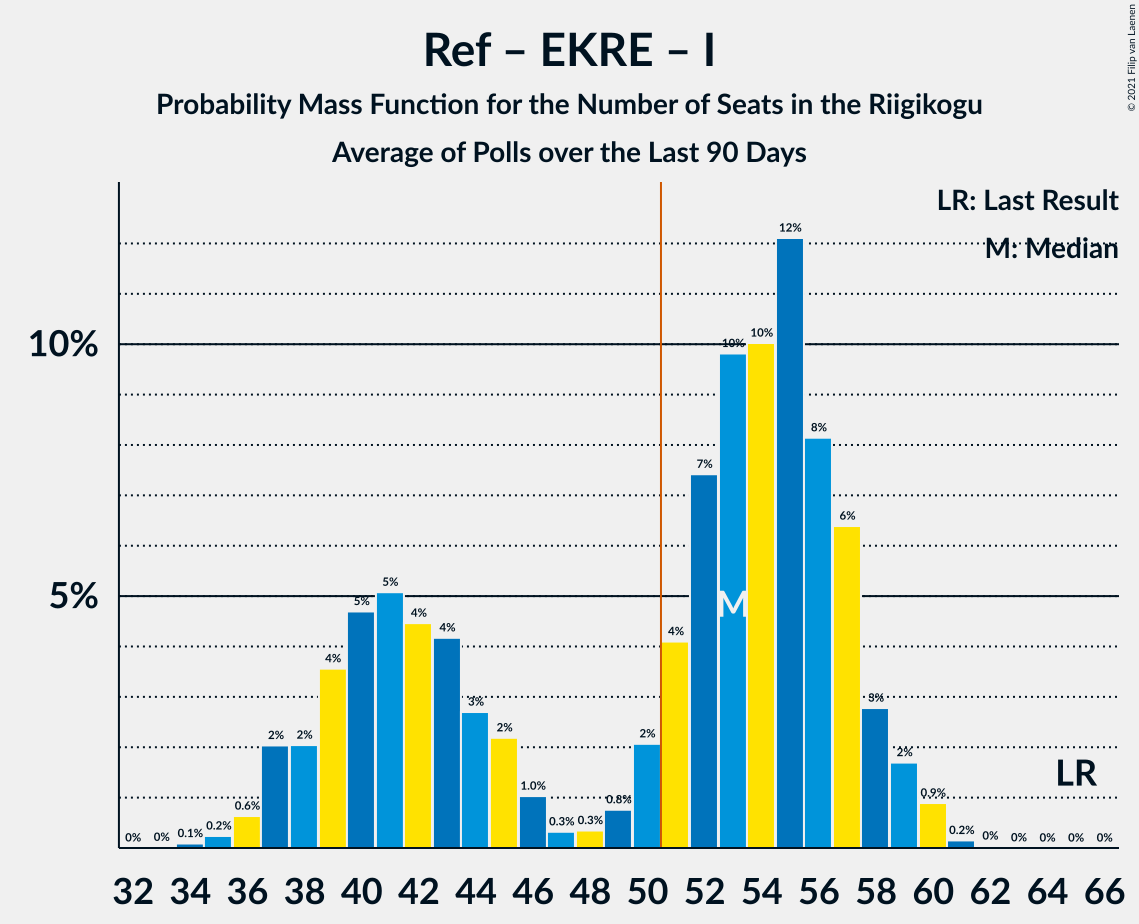 Ref – EKRE – I
Probability Mass Function for the Number of Seats in the Riigikogu
Average of Polls over the Last 90 Days
© 2021 Filip van Laenen
LR: Last Result
M: Median
10%
5%
0% 0% 0.1% 0.2% 0.6% 2% 2% 4% 5% 5% 4% 4% 3% 2% 1.0% 0.3% 0.3% 0.8% 2% 4% 7% 10% 10% 12% 8% 6% 3% 2% 0.9% 0.2% 0% 0% 0% 0% 0%
M
LR
32 34 36 38 40 42 44 46 48 50 52 54 56 58 60 62 64 66